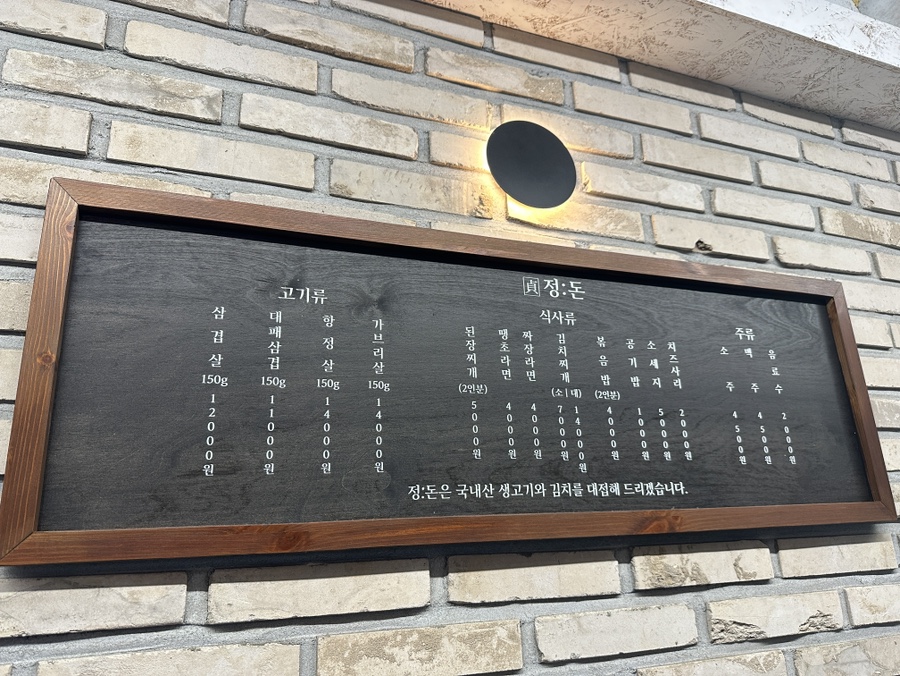 貞 정:돈
고기류
삼겹살 150g 12000원
대패삼겹 150g 11000원
항정살 150g 14000원
가브리살 150g 14000원
식사류
된장찌개 (2인분) 5000원
땡초라면 4000원
짜장라면 4000원
김치찌개 (소|대) 7000원 14000원
볶음밥 (2인분) 4000원
공기밥 1000원
소세지 5000원
치즈사리 2000원
주류
소주 4500원
백주 4500원
음료수 2000원
정:돈은 국내산 생고기와 김치를 대접해 드리겠습니다.